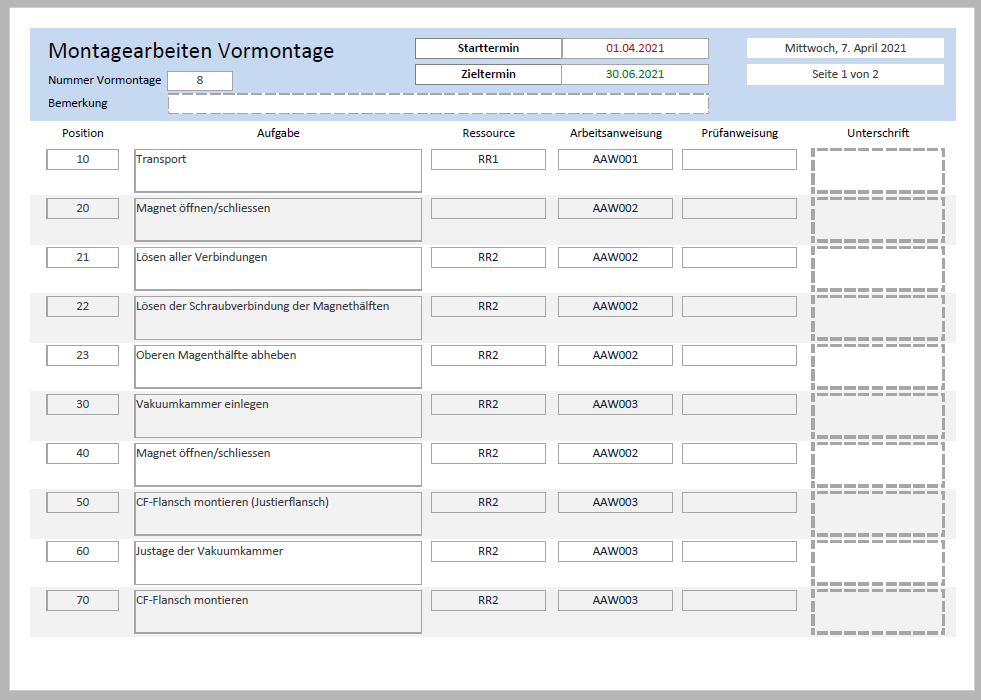 Montagearbeiten Vormontage
Starttermin 01.04.2021
Mittwoch, 7. April 2021
Nummer Vormontage 8
Zieltermin 30.06.2021
Seite 1 von 2
Bemerkung
Position Aufgabe Ressource Arbeitsanweisung Prüfanweisung Unterschrift
10 Transport RR1 AAW001
20 Magnet öffnen/schliessen AAW002
21 Lösen aller Verbindungen RR2 AAW002
22 Lösen der Schraubverbindung der Magnethälften RR2 AAW002
23 Oberen Magenthälfte abheben RR2 AAW002
30 Vakuumkammer einlegen RR2 AAW003
40 Magnet öffnen/schliessen RR2 AAW002
50 CF-Flansch montieren (Justierflansch) RR2 AAW003
60 Justage der Vakuumkammer RR2 AAW003
70 CF-Flansch montieren RR2 AAW003